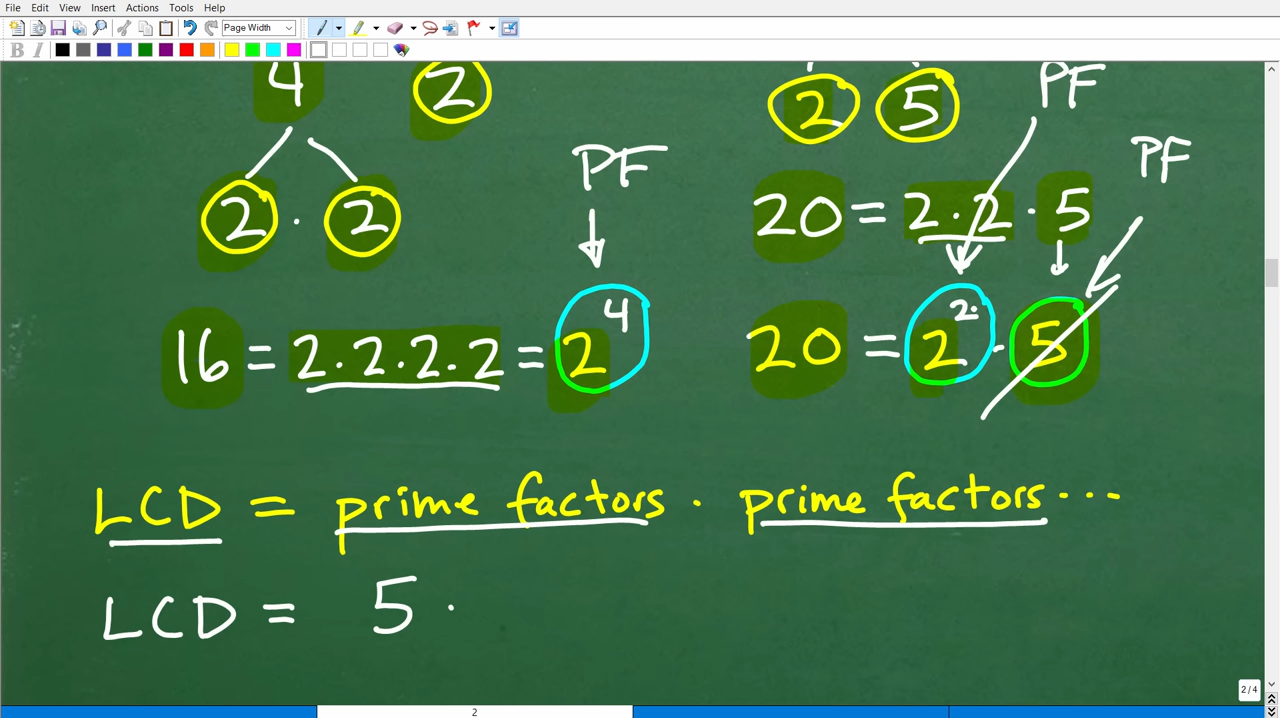 File Edit View Insert Actions Tools Help
Page Width
B I
4 2
2 5
PF
PF
PF
2 · 2
20 = 2 · 2 · 5
16 = 2 · 2 · 2 · 2 = 2⁴
20 = 2² · 5
LCD = prime factors · prime factors ...
LCD = 5 ·
2/4
2